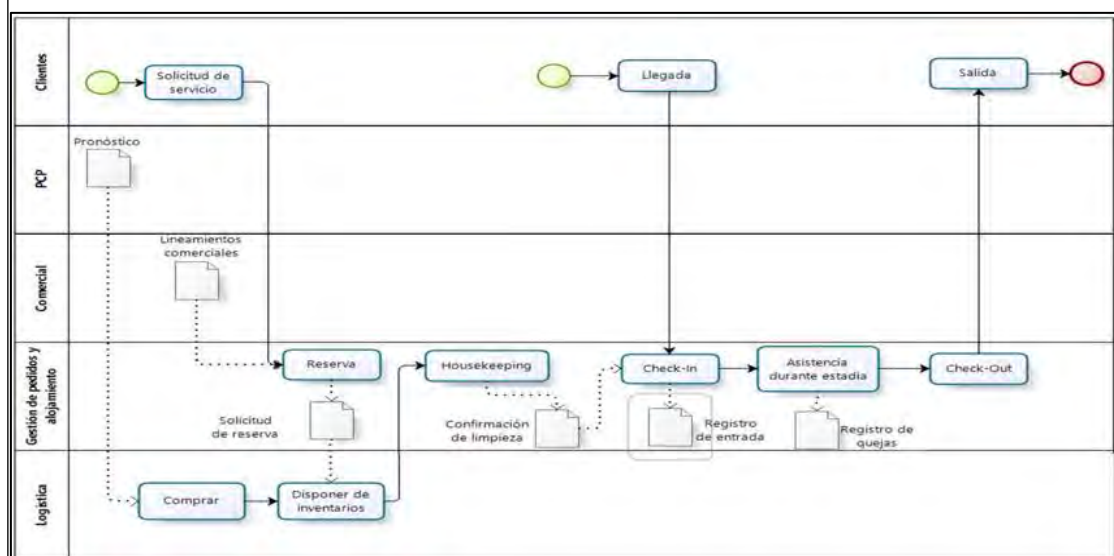 Clientes
Solicitud de
servicio
Llegada
Salida
PCP
Pronóstico
Comercial
Lineamientos
comerciales
Gestión de pedidos y
alojamiento
Reserva
Housekeeping
Check-In
Asistencia
durante estadía
Check-Out
Solicitud
de reserva
Confirmación
de limpieza
Registro
de entrada
Registro de
quejas
Logística
Comprar
Disponer de
inventarios